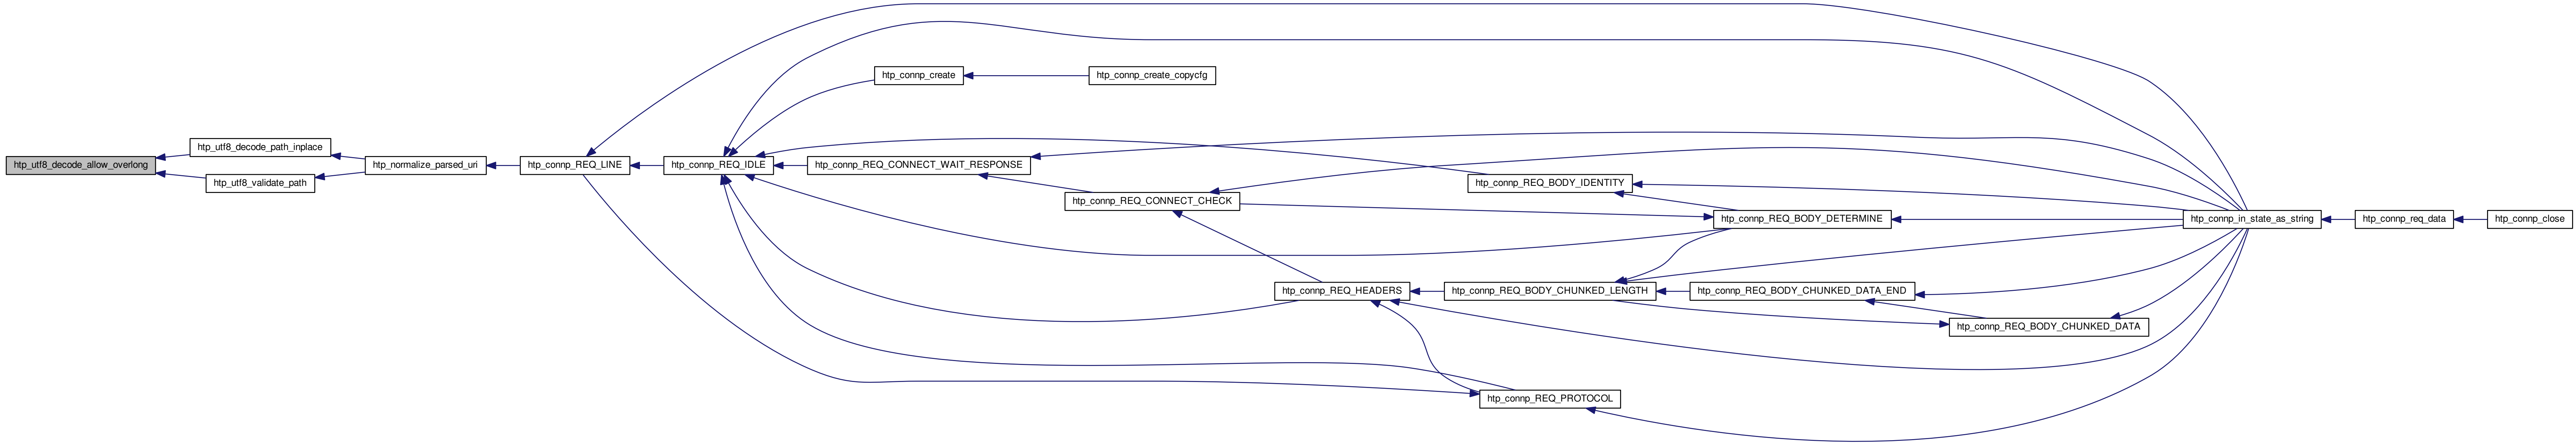 htp_utf8_decode_allow_overlong
htp_utf8_decode_path_inplace
htp_utf8_validate_path
htp_normalize_parsed_uri
htp_connp_REQ_LINE
htp_connp_REQ_IDLE
htp_connp_create
htp_connp_create_copycfg
htp_connp_REQ_CONNECT_WAIT_RESPONSE
htp_connp_REQ_CONNECT_CHECK
htp_connp_REQ_HEADERS
htp_connp_REQ_BODY_IDENTITY
htp_connp_REQ_BODY_CHUNKED_LENGTH
htp_connp_REQ_PROTOCOL
htp_connp_REQ_BODY_DETERMINE
htp_connp_REQ_BODY_CHUNKED_DATA_END
htp_connp_REQ_BODY_CHUNKED_DATA
htp_connp_in_state_as_string
htp_connp_req_data
htp_connp_close